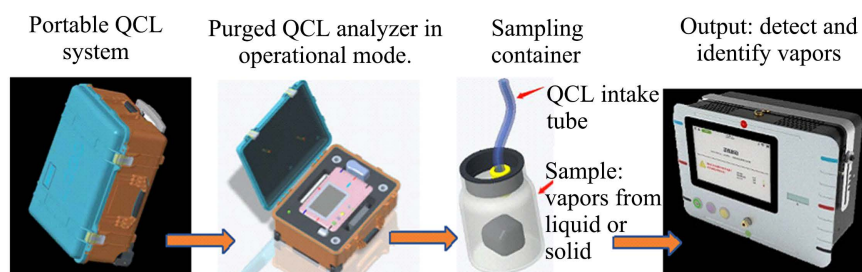 Portable QCL
system
Purged QCL analyzer in
operational mode.
Sampling
container
Output: detect and
identify vapors
QCL intake
tube
Sample:
vapors from
liquid or
solid